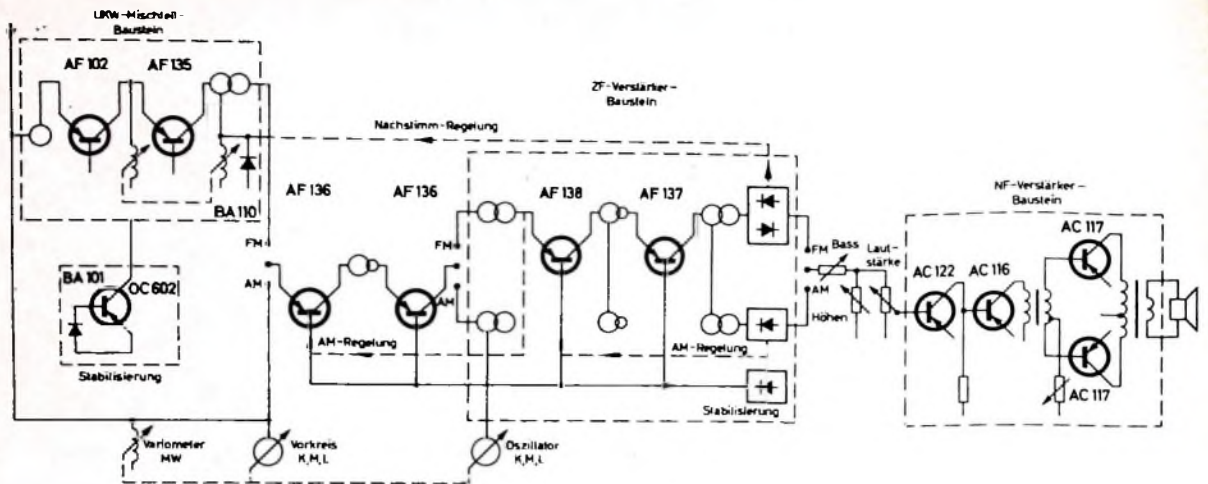 UKW-Mischteil-
Baustein
AF 102
AF 135
BA 110
BA 101
OC 602
Stabilisierung
Variometer
MW
Vorkreis
K,M,L
Oszillator
K,M,L
FM
AM
AF 136
AF 136
FM
AM
AM-Regelung
Nachstimm-Regelung
ZF-Verstärker-
Baustein
AF 138
AF 137
AM-Regelung
Stabilisierung
FM
AM
Bass
Höhen
Laut-
stärke
NF-Verstärker-
Baustein
AC 122
AC 116
AC 117
AC 117